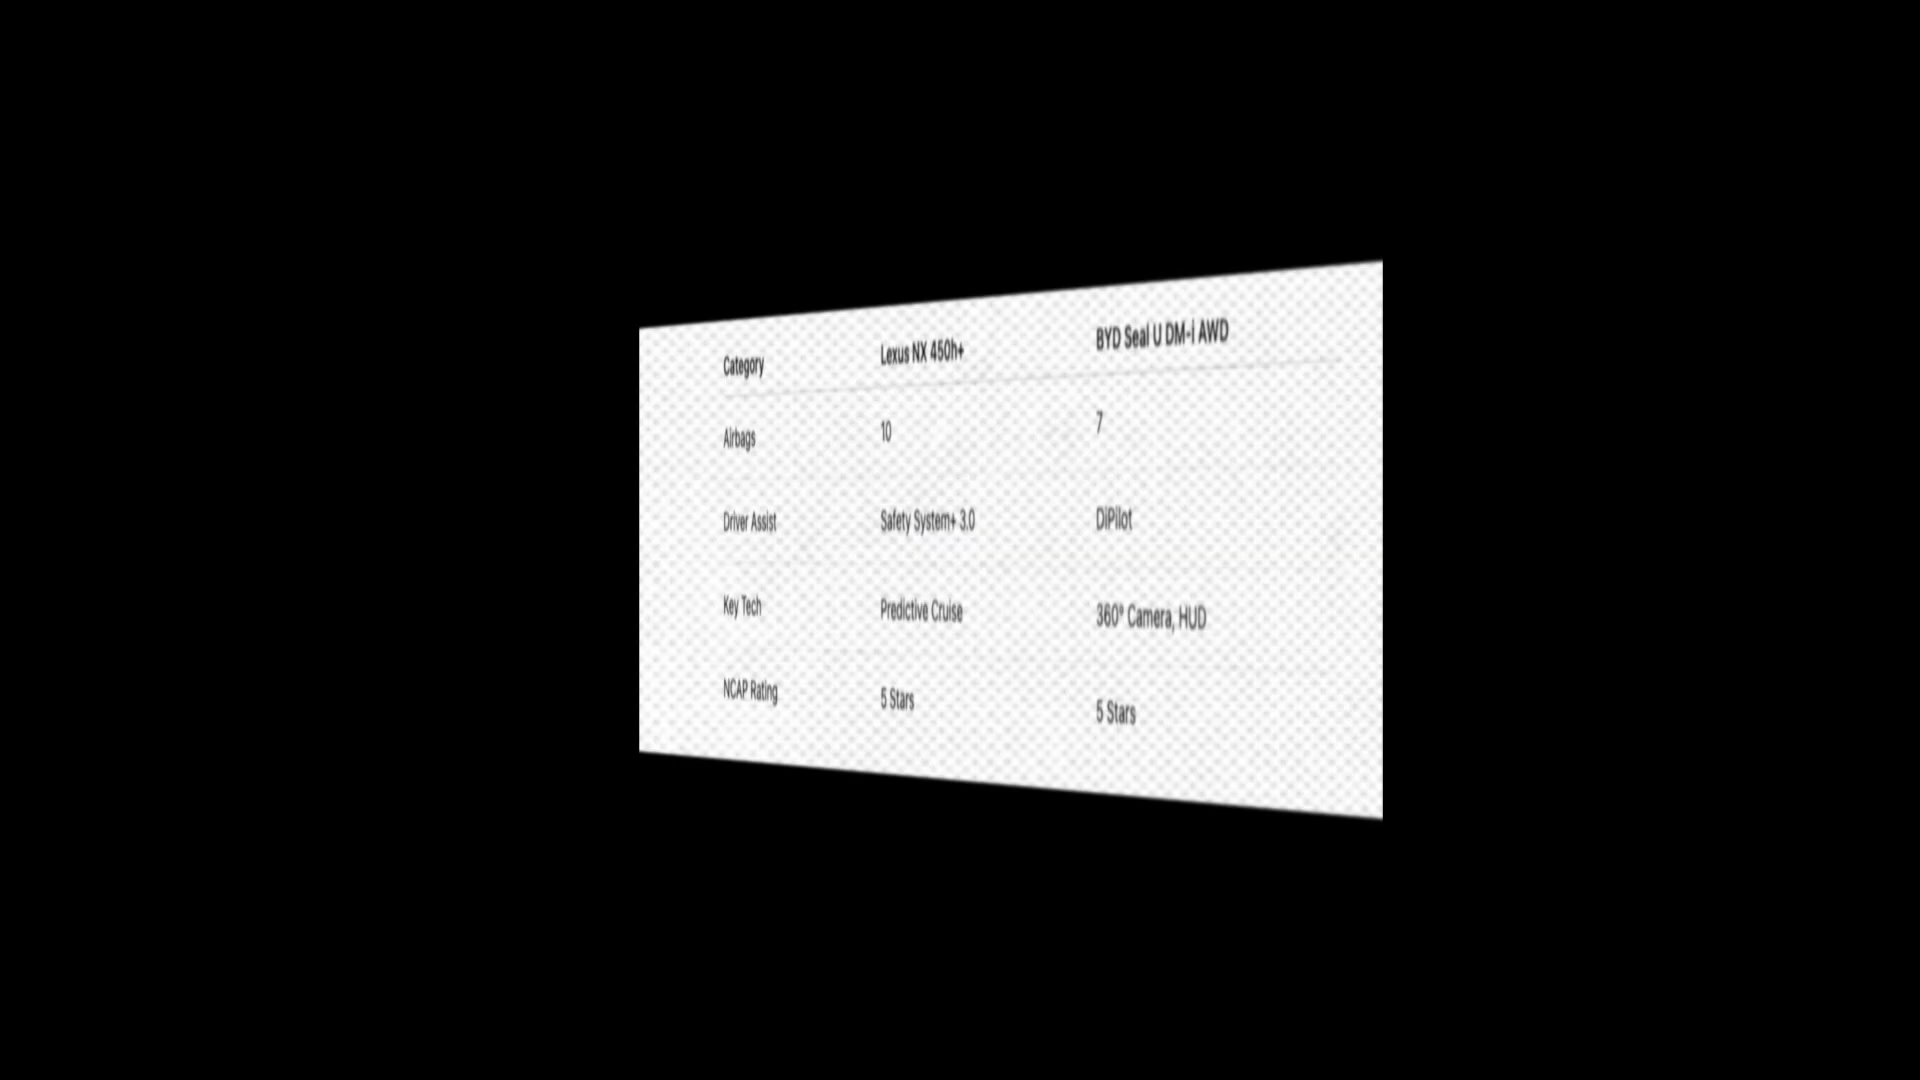 Category Lexus NX 450h+ BYD Seal U DM-i AWD
Airbags 10 7
Driver Assist Safety System+ 3.0 DiPilot
Key Tech Predictive Cruise 360° Camera, HUD
NCAP Rating 5 Stars 5 Stars